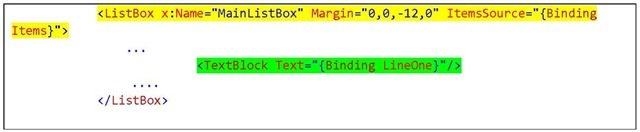 <ListBox x:Name="MainListBox" Margin="0,0,-12,0" ItemsSource="{Binding
Items}">
...
<TextBlock Text="{Binding LineOne}"/>
....
</ListBox>